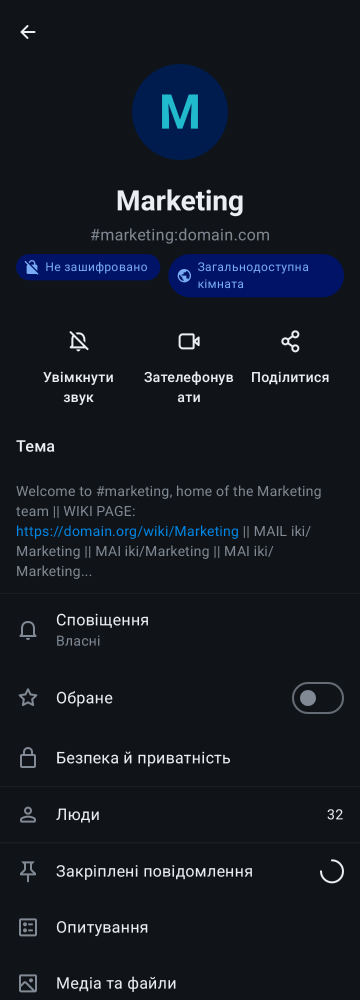 M
Marketing
#marketing:domain.com
Не зашифровано
Загальнодоступна
кімната
Увімкнути
звук
Зателефонув
ати
Поділитися
Тема
Welcome to #marketing, home of the Marketing
team || WIKI PAGE:
https://domain.org/wiki/Marketing || MAIL iki/
Marketing || MAI iki/Marketing || MAI iki/
Marketing...
Сповіщення
Власні
Обране
Безпека й приватність
Люди
32
Закріплені повідомлення
Опитування
Медіа та файли